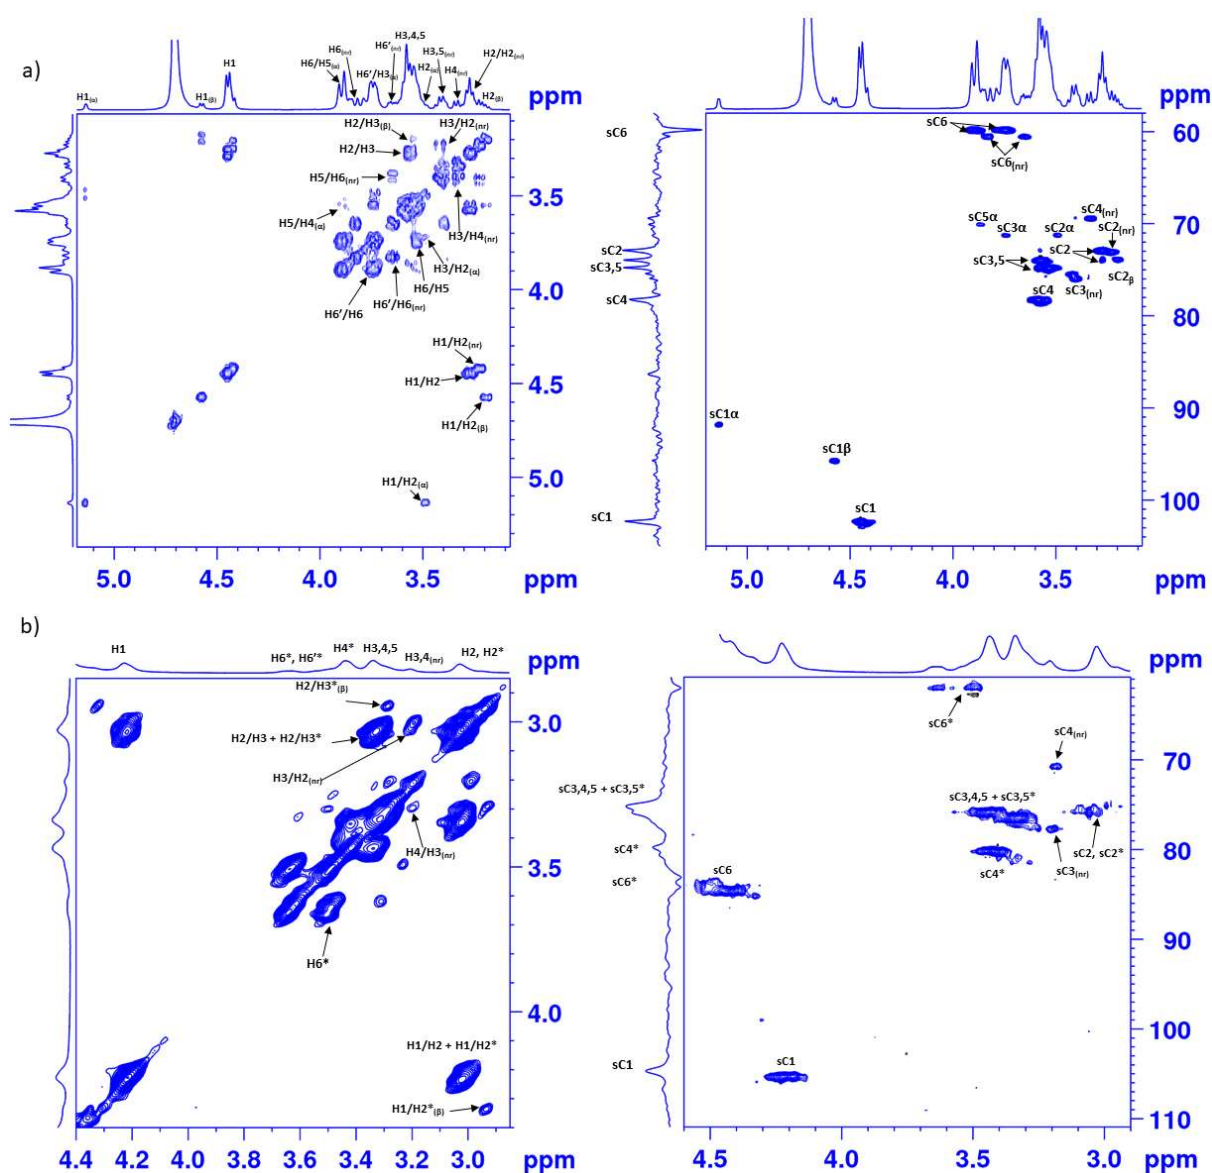 a)
H1(α)
H1
H1(β)
H6/H5(α)
H6(nr)
H6'/H3(α)
H6'(nr)
H3,4,5
H2(α)
H3,5(nr)
H4(nr)
H2/H2(nr)
H2(β)
ppm
H2/H3(β)
H3/H2(nr)
H2/H3
H5/H6(nr)
H5/H4(α)
H3/H4(nr)
H3/H2(α)
H6/H5
H6'/H6(nr)
H6'/H6
H1/H2(nr)
H1/H2
H1/H2(β)
H1/H2(α)
3.5
4.0
4.5
5.0
5.0 4.5 4.0 3.5 ppm
ppm
sC6
sC2
sC3,5
sC4
sC1
sC6
sC6(nr)
sC5α
sC3α
sC2α
sC4(nr)
sC2(nr)
sC2
sC3,5
sC2β
sC4
sC3(nr)
sC1α
sC1β
sC1
60
70
80
90
100
5.0 4.5 4.0 3.5 ppm
b)
H1
H6*, H6'*
H4*
H3,4,5
H3,4(nr)
H2, H2*
ppm
H2/H3*(β)
H2/H3 + H2/H3*
H3/H2(nr)
H4/H3(nr)
H6*
H1/H2 + H1/H2*
H1/H2*(β)
3.0
3.5
4.0
4.4 4.2 4.0 3.8 3.6 3.4 3.2 3.0 ppm
ppm
sC3,4,5 + sC3,5*
sC4*
sC6*
sC1
sC6*
sC4(nr)
sC3,4,5 + sC3,5*
sC2, sC2*
sC3(nr)
sC4*
sC6
sC1
70
80
90
100
110
4.5 4.0 3.5 3.0 ppm